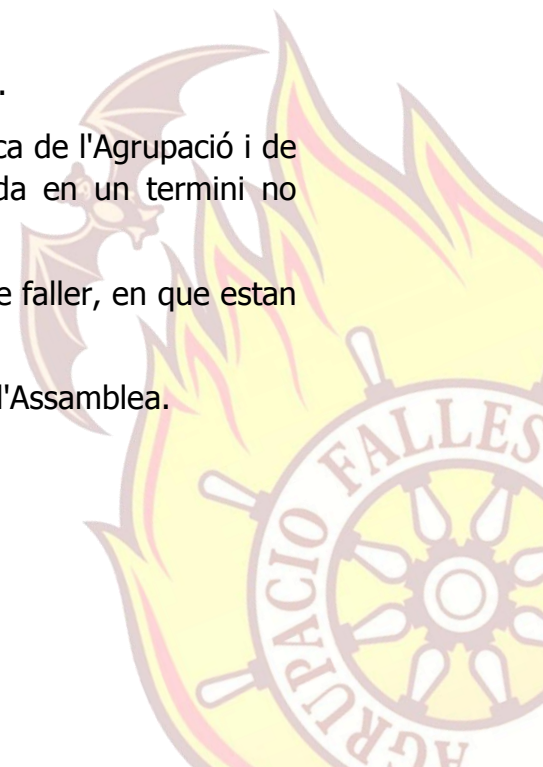 .
ca de l'Agrupació i de
da en un termini no
e faller, en que estan
l'Assamblea.
AGRUPACIO FALLES